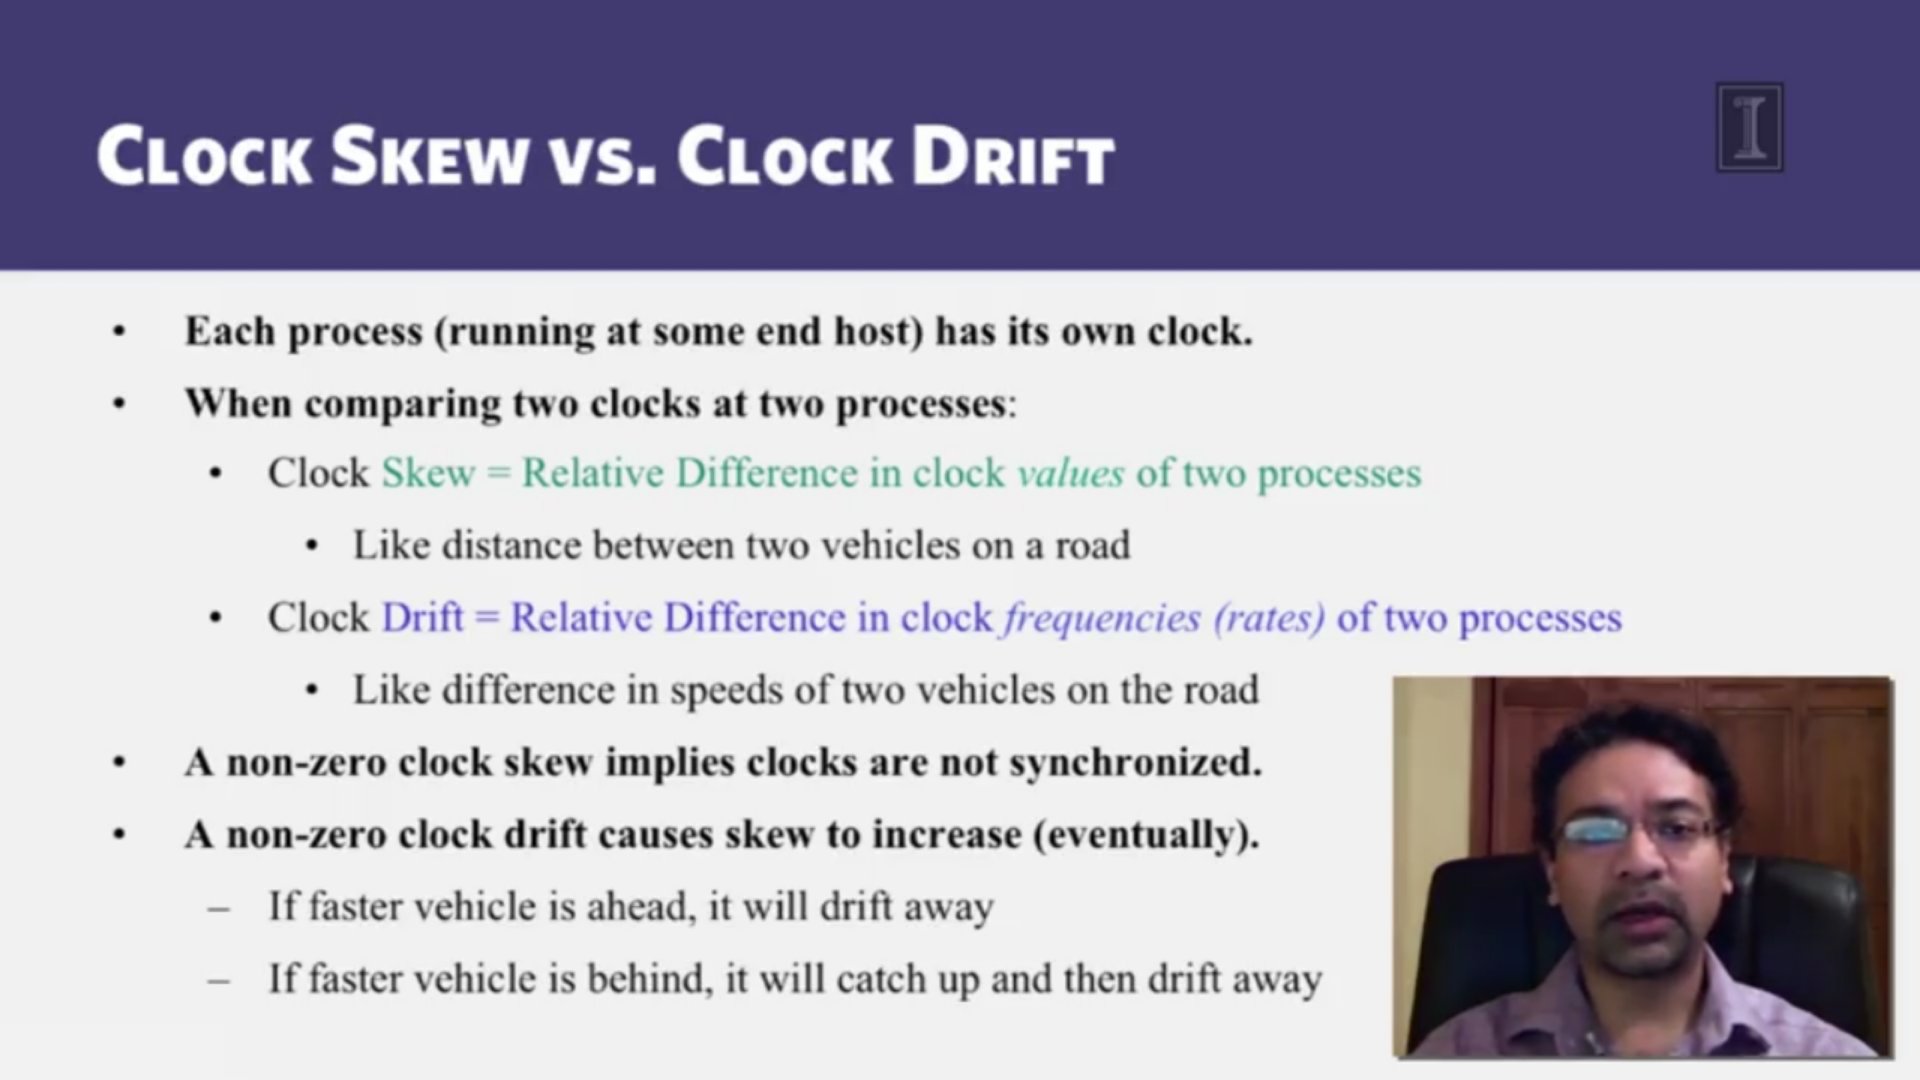 CLOCK SKEW VS. CLOCK DRIFT
I
• Each process (running at some end host) has its own clock.
• When comparing two clocks at two processes:
• Clock Skew = Relative Difference in clock values of two processes
• Like distance between two vehicles on a road
• Clock Drift = Relative Difference in clock frequencies (rates) of two processes
• Like difference in speeds of two vehicles on the road
• A non-zero clock skew implies clocks are not synchronized.
• A non-zero clock drift causes skew to increase (eventually).
– If faster vehicle is ahead, it will drift away
– If faster vehicle is behind, it will catch up and then drift away